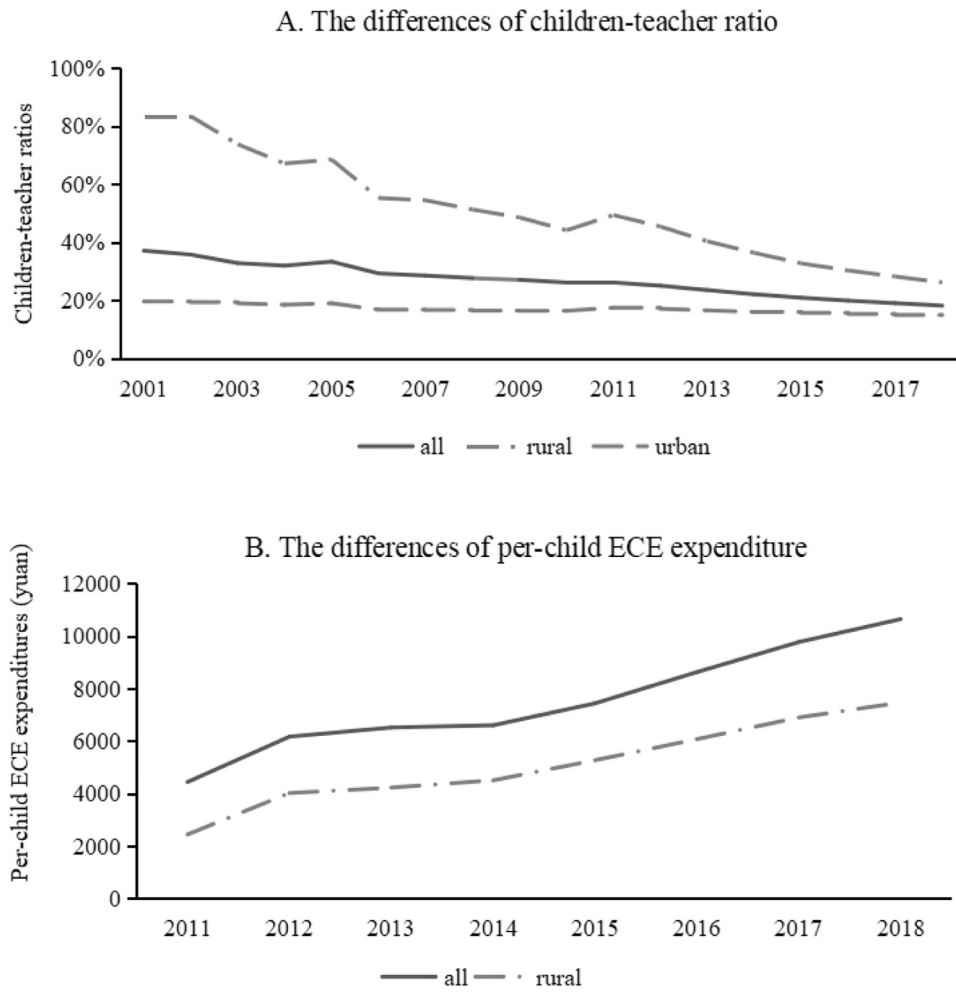 A. The differences of children-teacher ratio
100%
80%
60%
40%
20%
0%
Children-teacher ratios
2001 2003 2005 2007 2009 2011 2013 2015 2017
all rural urban
B. The differences of per-child ECE expenditure
12000
10000
8000
6000
4000
2000
0
Per-child ECE expenditures (yuan)
2011 2012 2013 2014 2015 2016 2017 2018
all rural